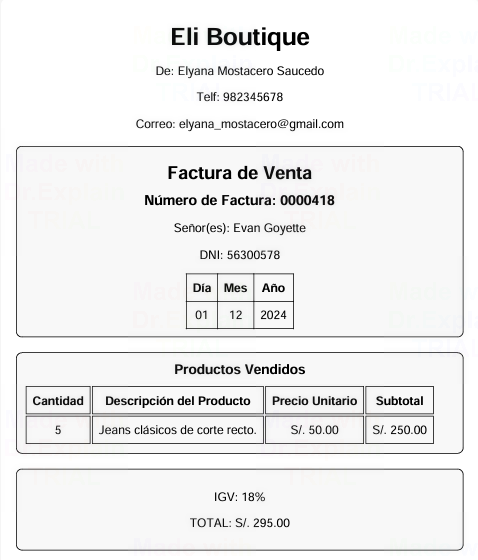 Eli Boutique
De: Elyana Mostacero Saucedo
Telf: 982345678
Correo: elyana_mostacero@gmail.com
Factura de Venta
Número de Factura: 0000418
Señor(es): Evan Goyette
DNI: 56300578
Día Mes Año
01 12 2024
Productos Vendidos
Cantidad Descripción del Producto Precio Unitario Subtotal
5 Jeans clásicos de corte recto. S/. 50.00 S/. 250.00
IGV: 18%
TOTAL: S/. 295.00